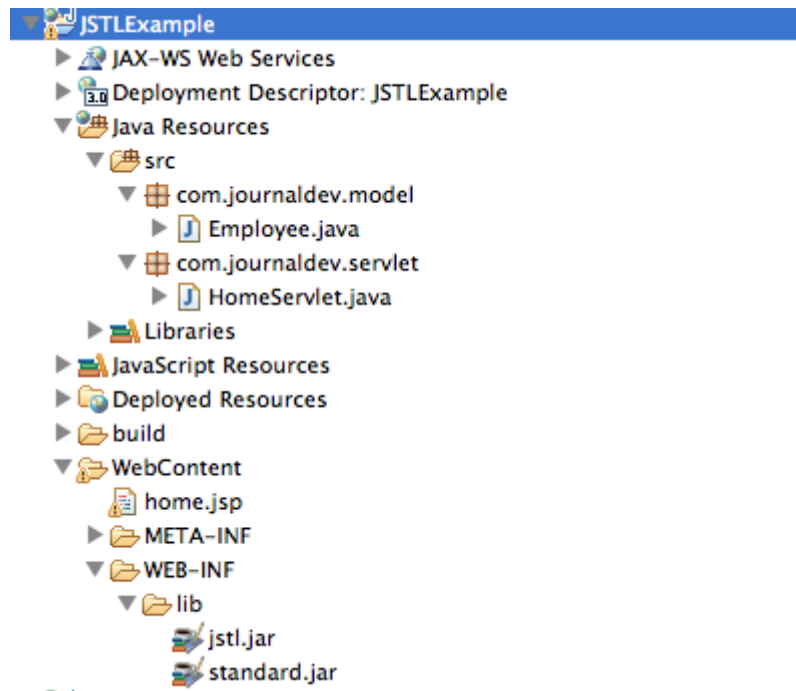 JSTLExample
JAX-WS Web Services
3.0 Deployment Descriptor: JSTLExample
Java Resources
src
com.journaldev.model
J Employee.java
com.journaldev.servlet
J HomeServlet.java
Libraries
JavaScript Resources
Deployed Resources
build
WebContent
home.jsp
META-INF
WEB-INF
lib
jstl.jar
standard.jar